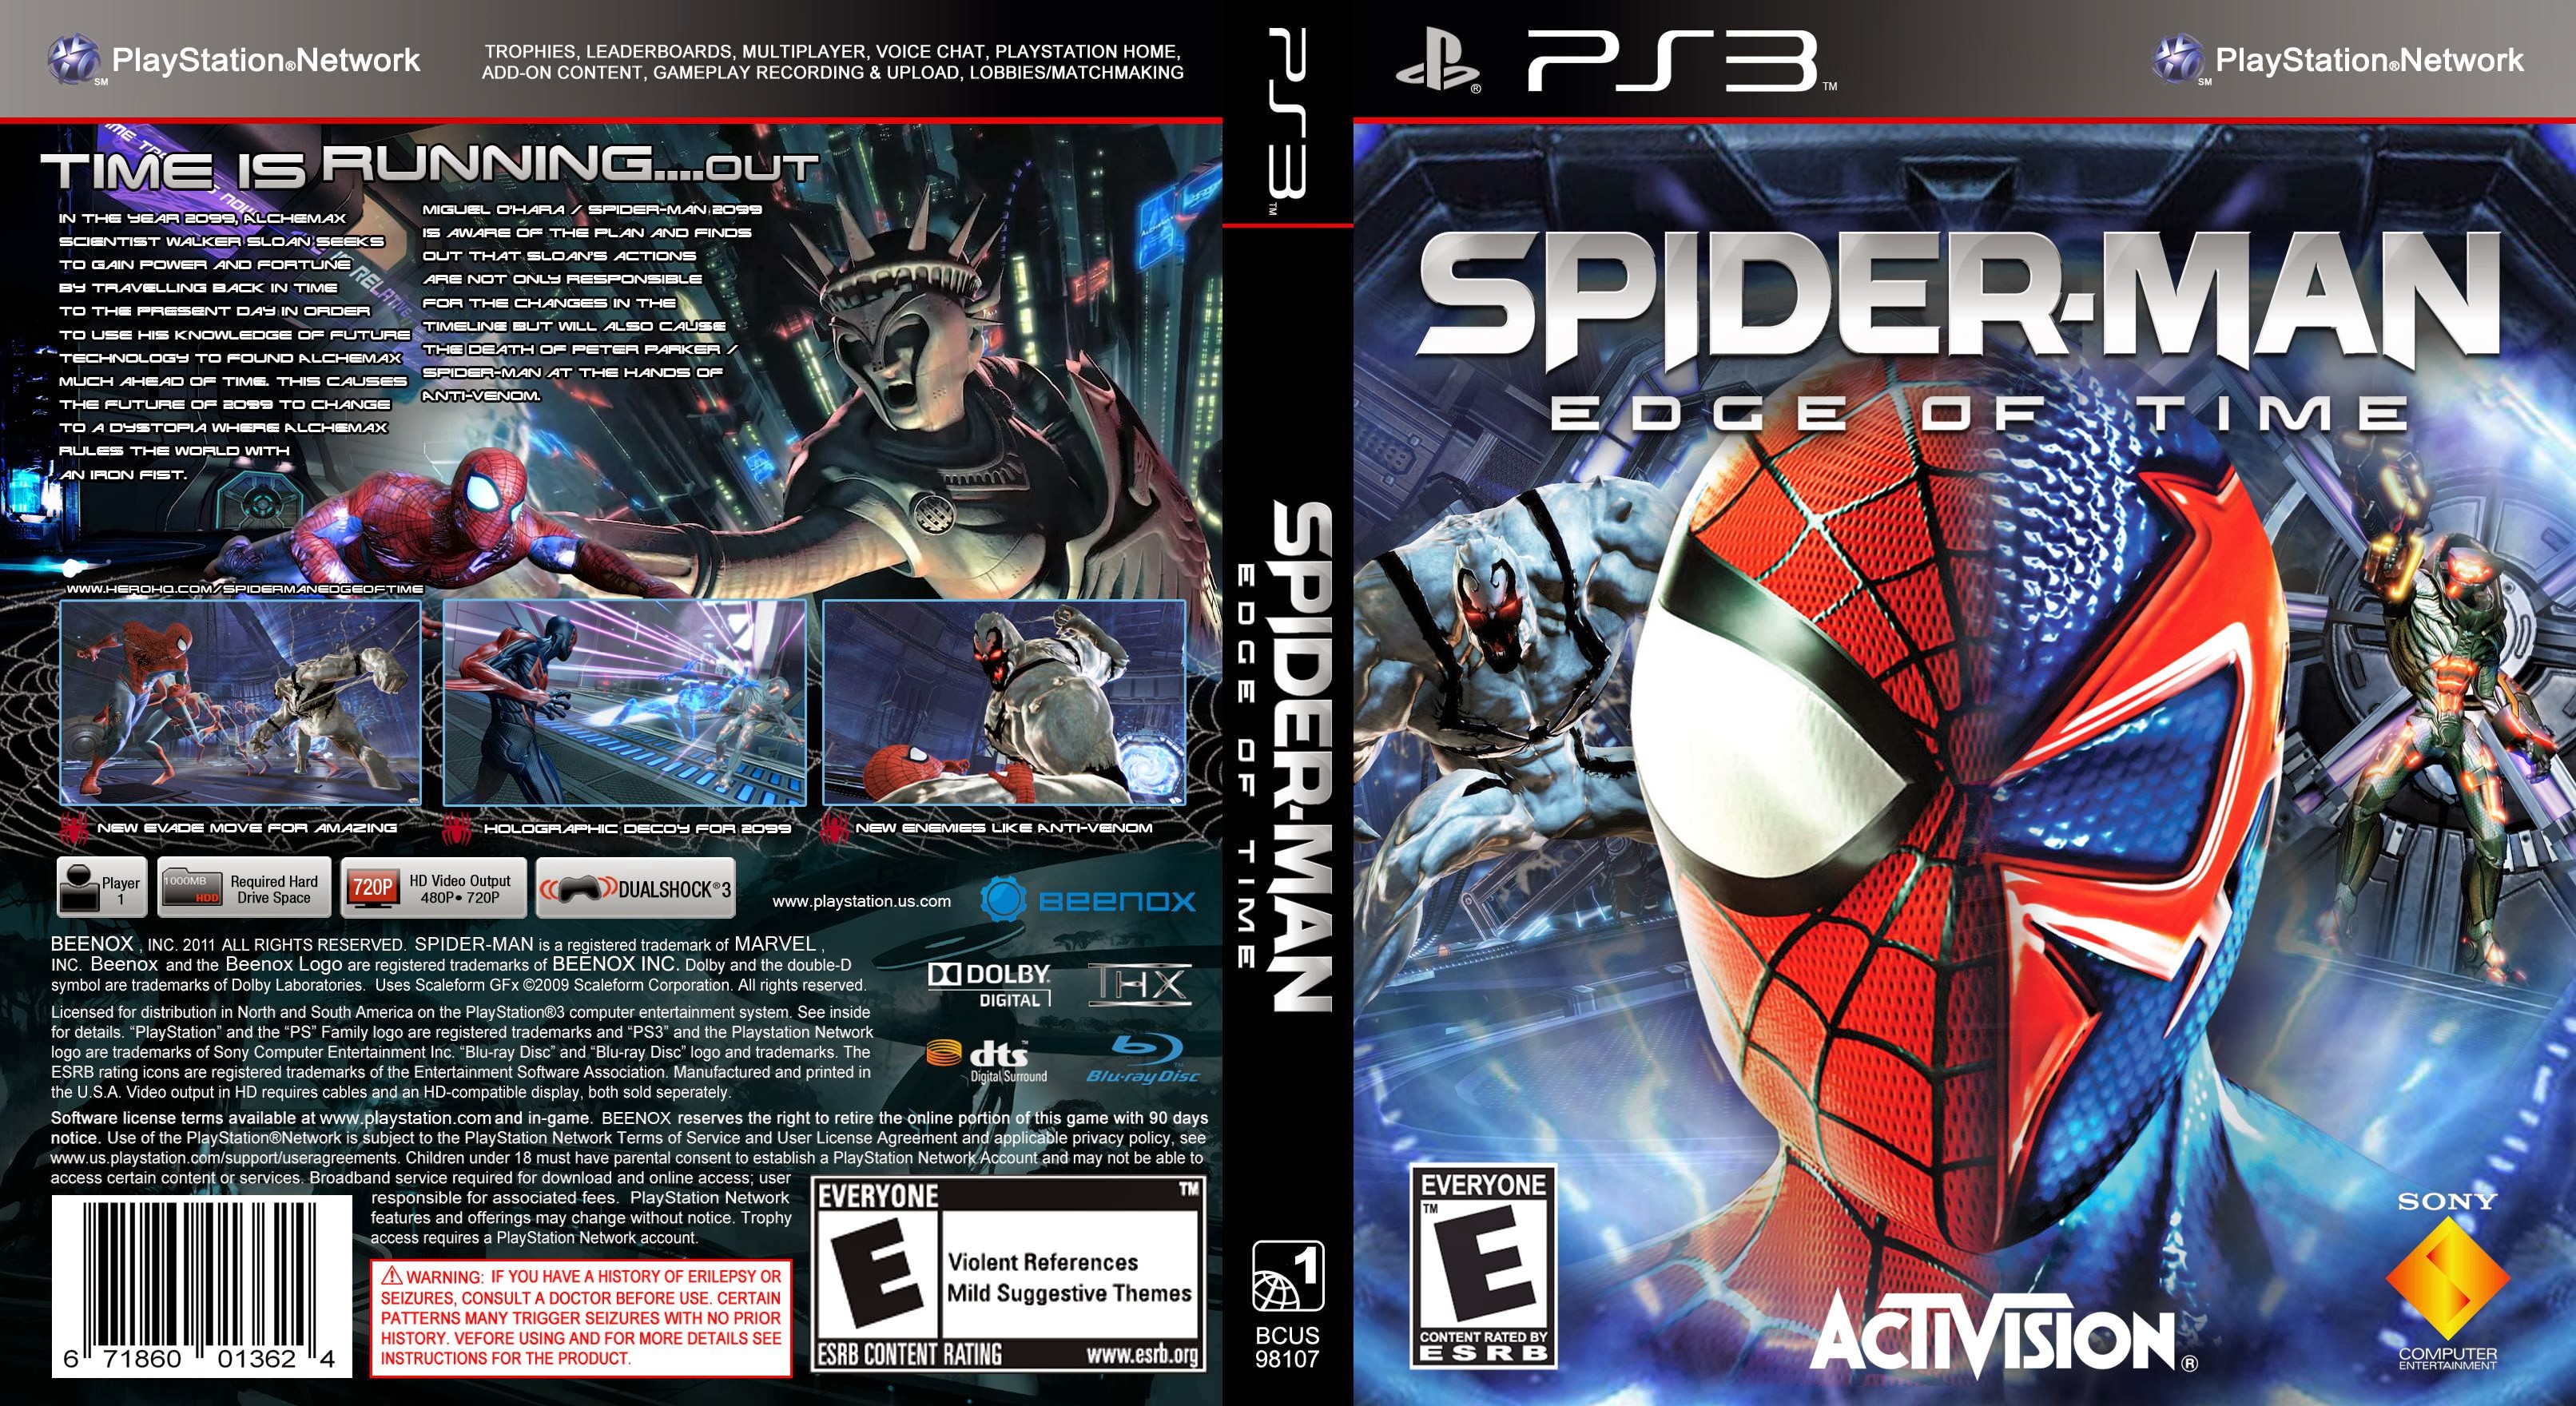 PlayStation®Network
SM
TROPHIES, LEADERBOARDS, MULTIPLAYER, VOICE CHAT, PLAYSTATION HOME,
ADD-ON CONTENT, GAMEPLAY RECORDING & UPLOAD, LOBBIES/MATCHMAKING
TIME IS RUNNING....OUT
IN THE YEAR 2099, ALCHEMAX
SCIENTIST WALKER SLOAN SEEKS
TO GAIN POWER AND FORTUNE
BY TRAVELLING BACK IN TIME
TO THE PRESENT DAY IN ORDER
TO USE HIS KNOWLEDGE OF FUTURE
TECHNOLOGY TO FOUND ALCHEMAX
MUCH AHEAD OF TIME. THIS CAUSES
THE FUTURE OF 2099 TO CHANGE
TO A DYSTOPIA WHERE ALCHEMAX
RULES THE WORLD WITH
AN IRON FIST.
MIGUEL O'HARA / SPIDER-MAN 2099
IS AWARE OF THE PLAN AND FINDS
OUT THAT SLOAN'S ACTIONS
ARE NOT ONLY RESPONSIBLE
FOR THE CHANGES IN THE
TIMELINE BUT WILL ALSO CAUSE
THE DEATH OF PETER PARKER /
SPIDER-MAN AT THE HANDS OF
ANTI-VENOM.
WWW.HEROHQ.COM/SPIDERMANEDGEOFTIME
NEW EVADE MOVE FOR AMAZING
HOLOGRAPHIC DECOY FOR 2099
NEW ENEMIES LIKE ANTI-VENOM
Player
1
1000MB
HDD
Required Hard
Drive Space
720P
HD Video Output
480P• 720P
DUALSHOCK®3
www.playstation.us.com
BEENOX
BEENOX , INC. 2011 ALL RIGHTS RESERVED. SPIDER-MAN is a registered trademark of MARVEL ,
INC. Beenox and the Beenox Logo are registered trademarks of BEENOX INC. Dolby and the double-D
symbol are trademarks of Dolby Laboratories. Uses Scaleform GFx ©2009 Scaleform Corporation. All rights reserved.
Licensed for distribution in North and South America on the PlayStation®3 computer entertainment system. See inside
for details. “PlayStation” and the “PS” Family logo are registered trademarks and “PS3” and the Playstation Network
logo are trademarks of Sony Computer Entertainment Inc. “Blu-ray Disc” and “Blu-ray Disc” logo and trademarks. The
ESRB rating icons are registered trademarks of the Entertainment Software Association. Manufactured and printed in
the U.S.A. Video output in HD requires cables and an HD-compatible display, both sold seperately.
DOLBY
DIGITAL
THX
dts
Digital Surround
Blu-ray Disc
Software license terms available at www.playstation.com and in-game. BEENOX reserves the right to retire the online portion of this game with 90 days
notice. Use of the PlayStation®Network is subject to the PlayStation Network Terms of Service and User License Agreement and applicable privacy policy, see
www.us.playstation.com/support/useragreements. Children under 18 must have parental consent to establish a PlayStation Network Account and may not be able to
access certain content or services. Broadband service required for download and online access; user
responsible for associated fees. PlayStation Network
features and offerings may change without notice. Trophy
access requires a PlayStation Network account.
6 71860 01362 4
WARNING: IF YOU HAVE A HISTORY OF ERILEPSY OR
SEIZURES, CONSULT A DOCTOR BEFORE USE. CERTAIN
PATTERNS MANY TRIGGER SEIZURES WITH NO PRIOR
HISTORY. VEFORE USING AND FOR MORE DETAILS SEE
INSTRUCTIONS FOR THE PRODUCT.
EVERYONE TM
E
Violent References
Mild Suggestive Themes
ESRB CONTENT RATING www.esrb.org
PS3
TM
SPIDER-MAN
EDGE OF TIME
1
BCUS
98107
PS3
TM
PlayStation®Network
SM
SPIDER-MAN
EDGE OF TIME
EVERYONE
TM
E
CONTENT RATED BY
ESRB
ACTIVISION®
SONY
COMPUTER
ENTERTAINMENT